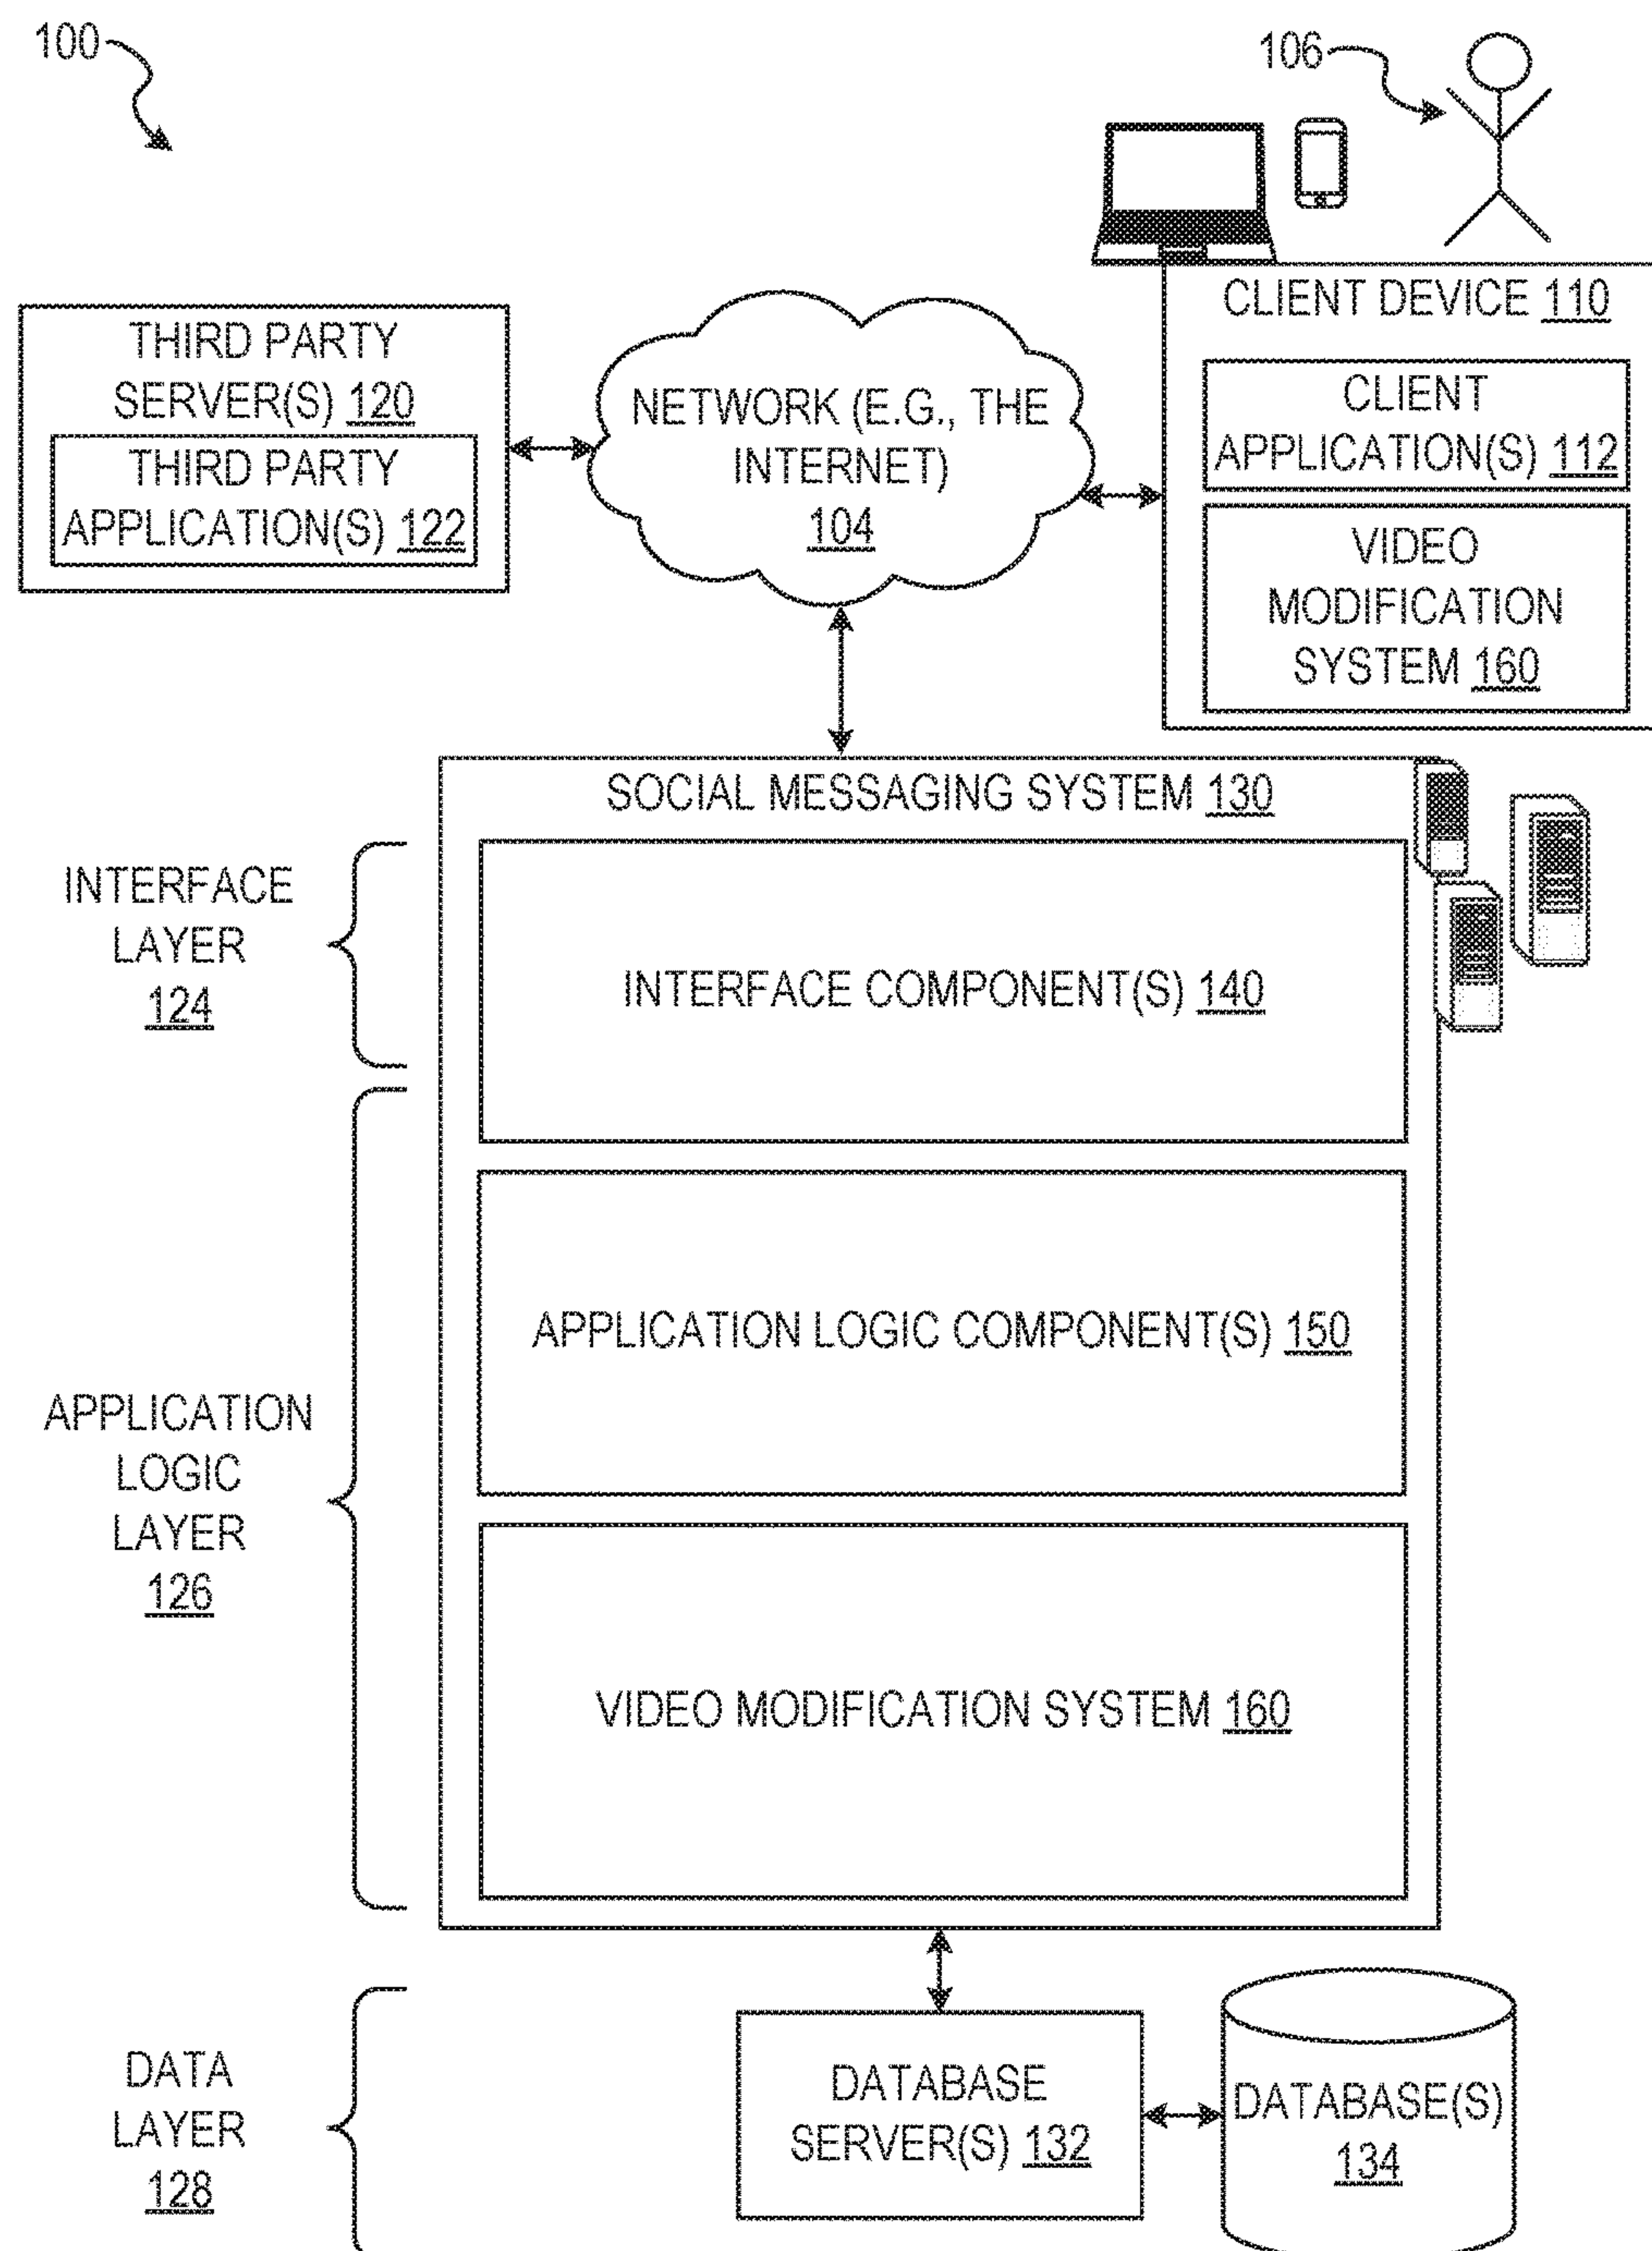 100
106
CLIENT DEVICE 110
CLIENT
APPLICATION(S) 112
VIDEO
MODIFICATION
SYSTEM 160
THIRD PARTY
SERVER(S) 120
THIRD PARTY
APPLICATION(S) 122
NETWORK (E.G., THE
INTERNET)
104
SOCIAL MESSAGING SYSTEM 130
INTERFACE
LAYER
124
INTERFACE COMPONENT(S) 140
APPLICATION LOGIC COMPONENT(S) 150
APPLICATION
LOGIC
LAYER
126
VIDEO MODIFICATION SYSTEM 160
DATA
LAYER
128
DATABASE
SERVER(S) 132
DATABASE(S)
134